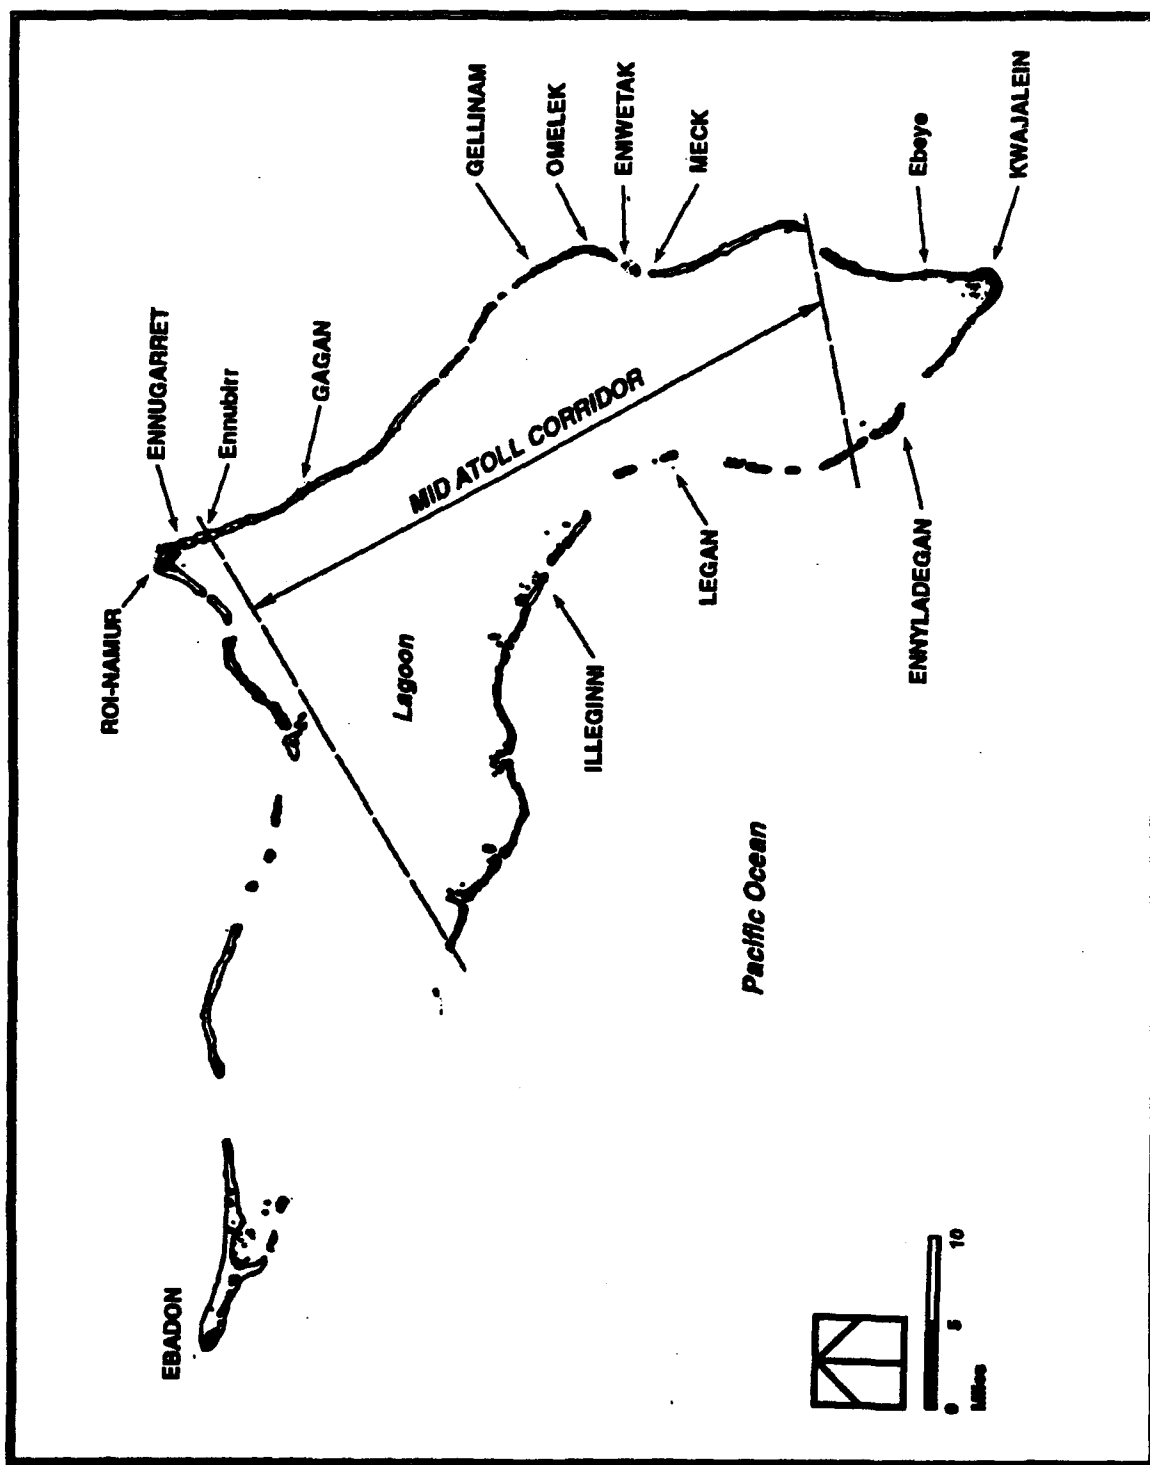 EBADON
ROI-NAMUR
ENNUGARRET
Ennubirr
GAGAN
GELLINAM
OMELEK
ENIWETAK
MECK
Ebeye
KWAJALEIN
MID ATOLL CORRIDOR
Lagoon
LEGAN
ILLEGINNI
ENNYLADEGAN
Pacific Ocean
0 5 10
Miles